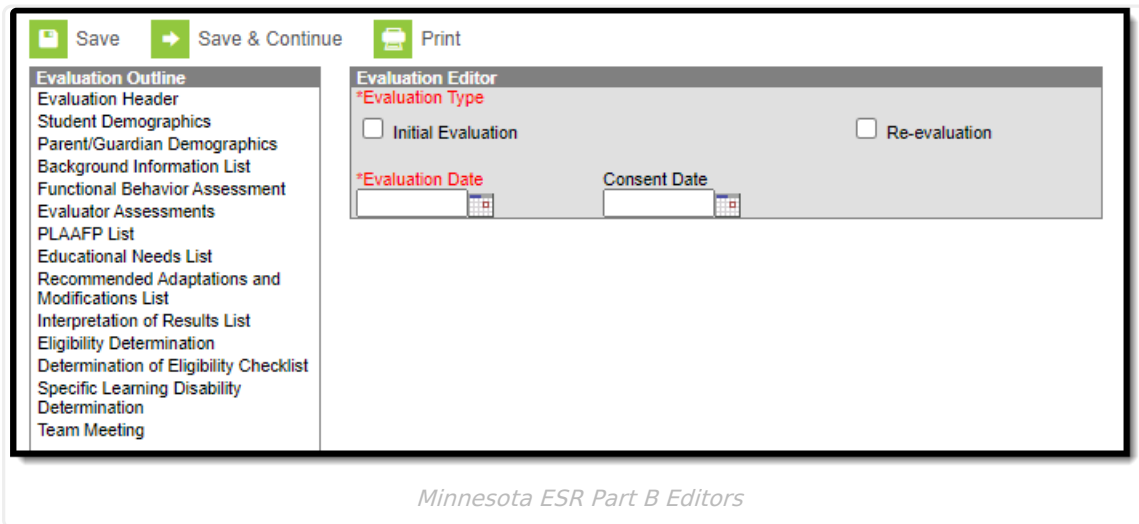 Save Save & Continue Print
Evaluation Outline
Evaluation Header
Student Demographics
Parent/Guardian Demographics
Background Information List
Functional Behavior Assessment
Evaluator Assessments
PLAAFP List
Educational Needs List
Recommended Adaptations and
Modifications List
Interpretation of Results List
Eligibility Determination
Determination of Eligibility Checklist
Specific Learning Disability
Determination
Team Meeting
Evaluation Editor
*Evaluation Type
Initial Evaluation Re-evaluation
*Evaluation Date Consent Date
Minnesota ESR Part B Editors